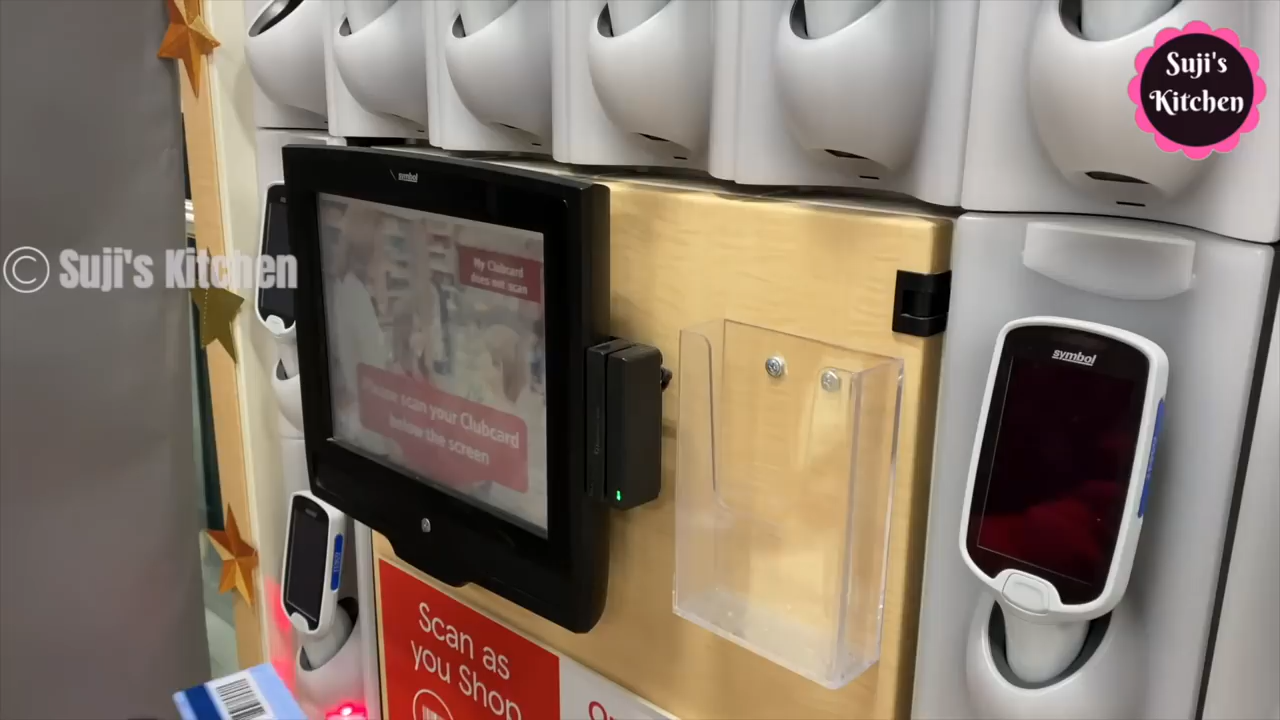 Suji's
Kitchen
symbol
© Suji's Kitchen
My Clubcard
does not scan
Please scan your Clubcard
below the screen
symbol
Scan as
you Shop